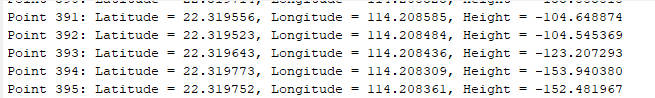 Point 391: Latitude = 22.319556, Longitude = 114.208585, Height = -104.648874
Point 392: Latitude = 22.319523, Longitude = 114.208484, Height = -104.545369
Point 393: Latitude = 22.319643, Longitude = 114.208436, Height = -123.207293
Point 394: Latitude = 22.319773, Longitude = 114.208309, Height = -153.940380
Point 395: Latitude = 22.319752, Longitude = 114.208361, Height = -152.481967